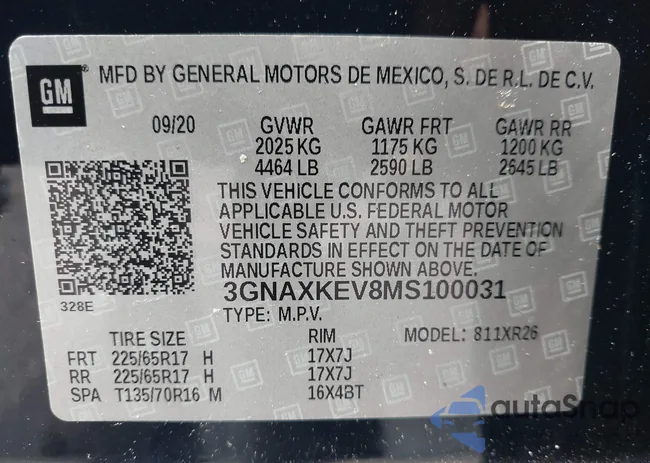 GM
MFD BY GENERAL MOTORS DE MEXICO, S. DE R.L. DE C.V.
09/20 GVWR GAWR FRT GAWR RR
2025 KG 1175 KG 1200 KG
4464 LB 2590 LB 2645 LB
THIS VEHICLE CONFORMS TO ALL
APPLICABLE U.S. FEDERAL MOTOR
VEHICLE SAFETY AND THEFT PREVENTION
STANDARDS IN EFFECT ON THE DATE OF
MANUFACTURE SHOWN ABOVE.
328E
3GNAXKEV8MS100031
TYPE: M.P.V. MODEL: 811XR26
TIRE SIZE RIM
FRT 225/65R17 H 17X7J
RR 225/65R17 H 17X7J
SPA T135/70R16 M 16X4BT
autoSnap